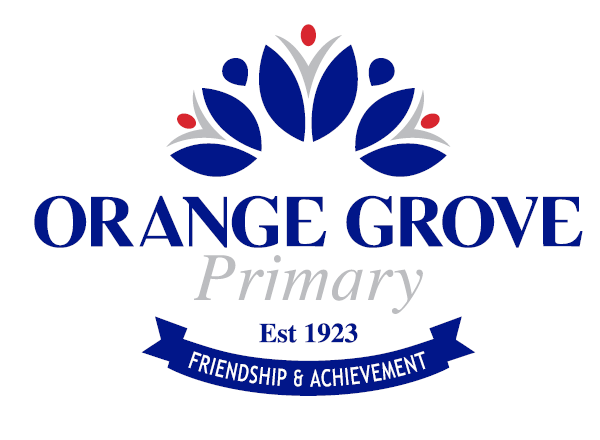 ORANGE GROVE
Primary
Est 1923
FRIENDSHIP & ACHIEVEMENT